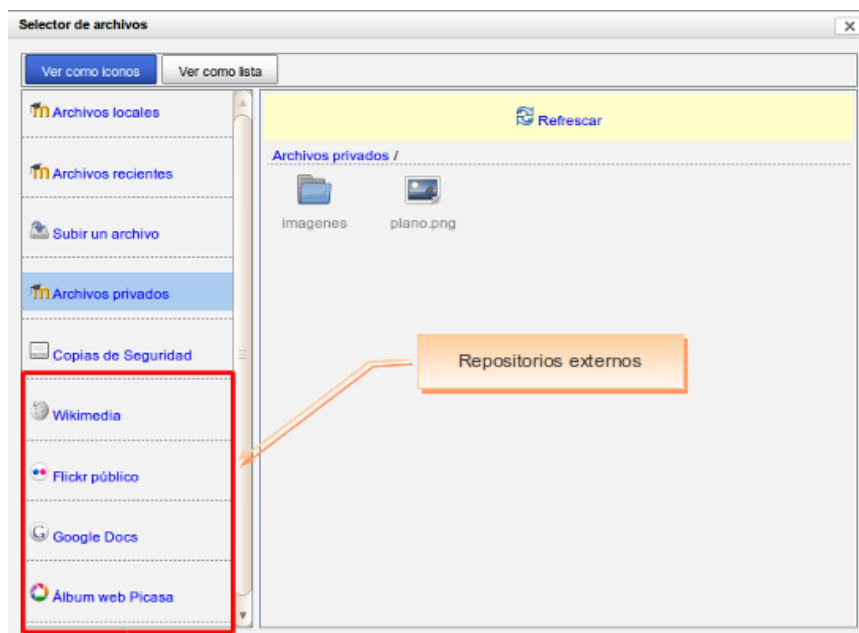 Selector de archivos
Ver como iconos
Ver como lista
Archivos locales
Archivos recientes
Subir un archivo
Archivos privados
Copias de Seguridad
Wikimedia
Flickr público
Google Docs
Álbum web Picasa
Refrescar
Archivos privados /
imagenes
plano.png
Repositorios externos